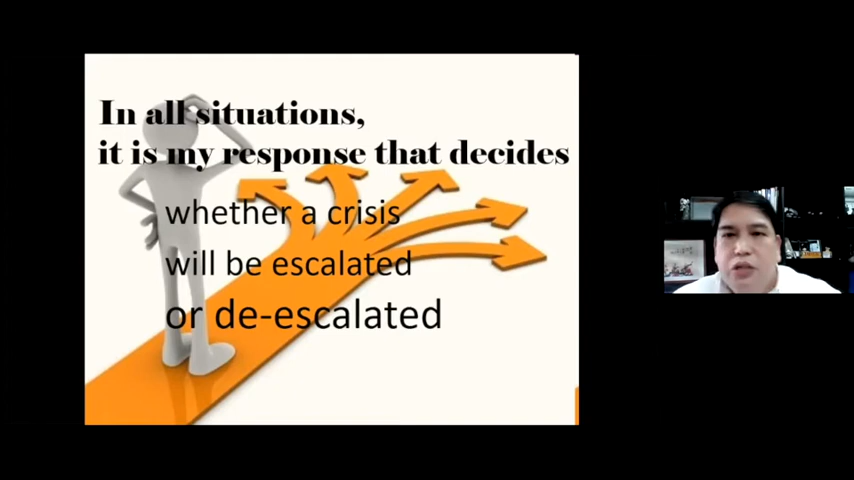 In all situations,
it is my response that decides
whether a crisis
will be escalated
or de-escalated